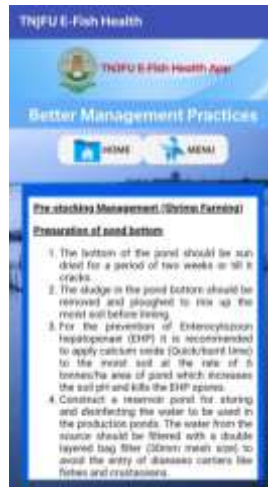 TNJFU E-Fish Health
TNJFU E-Fish Health App
Better Management Practices
HOME
MENU
Pre-stocking Management (Shrimp Farming)
Preparation of pond bottom
1. The bottom of the pond should be sun
dried for a period of two weeks or till it
cracks.
2. The sludge in the pond bottom should be
removed and ploughed to mix up the
moist soil before liming.
3. For the prevention of Enterocytozoon
hepatopenaei (EHP) it is recommended
to apply calcium oxide (Quick/burnt lime)
to the moist soil at the rate of 6
tonnes/ha area of pond which increases
the soil pH and kills the EHP spores.
4. Construct a reservoir pond for storing
and disinfecting the water to be used in
the production ponds. The water from the
source should be filtered with a double
layered bag filter (30mm mesh size) to
avoid the entry of diseases carriers like
fishes and crustaceans.